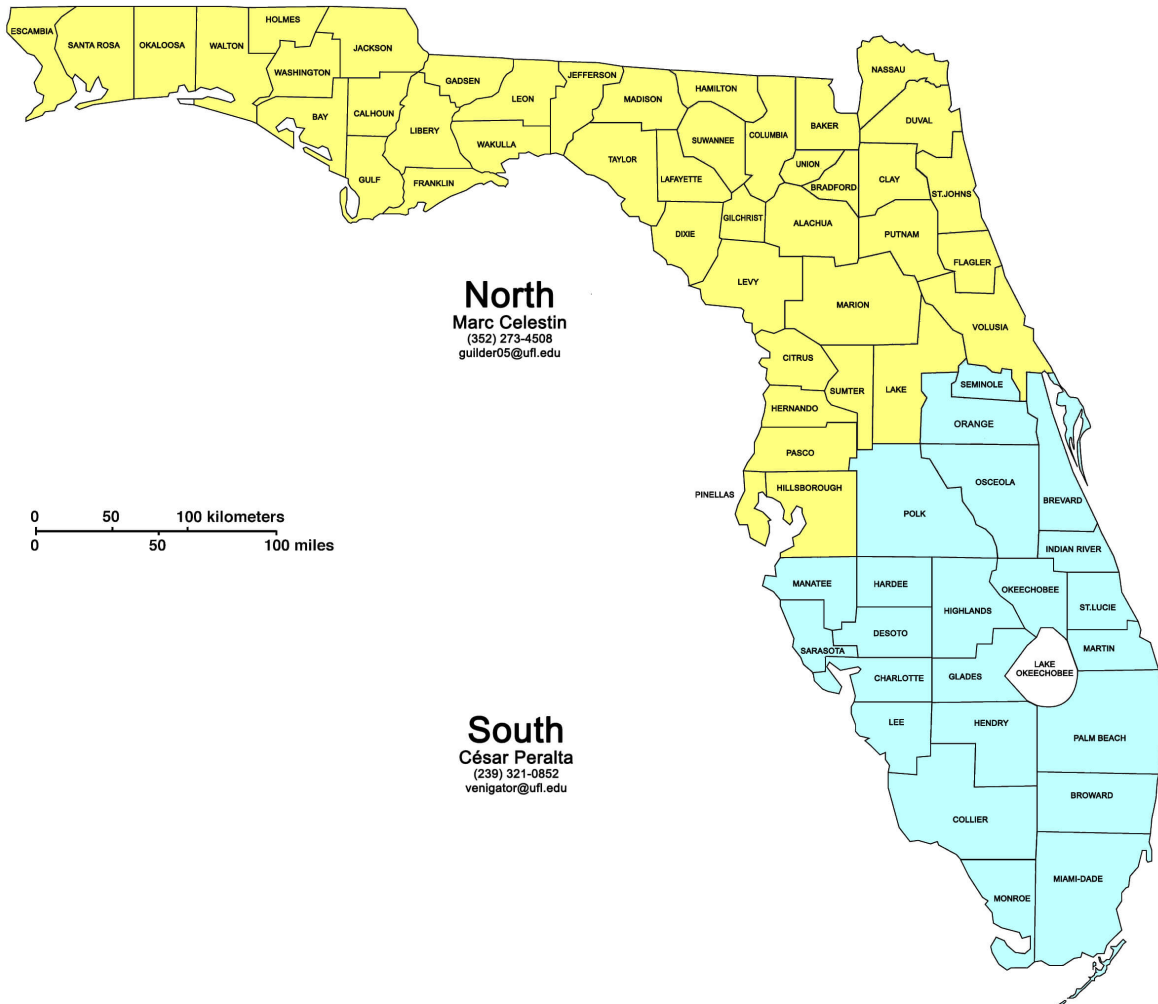 HOLMES
ESCAMBIA
SANTA ROSA
OKALOOSA
WALTON
JACKSON
WASHINGTON
BAY
CALHOUN
GULF
LIBERY
GADSEN
LEON
WAKULLA
FRANKLIN
JEFFERSON
MADISON
TAYLOR
HAMILTON
SUWANNEE
LAFAYETTE
DIXIE
COLUMBIA
GILCHRIST
BAKER
UNION
BRADFORD
ALACHUA
LEVY
NASSAU
DUVAL
CLAY
ST.JOHNS
PUTNAM
FLAGLER
MARION
VOLUSIA
CITRUS
SUMTER
LAKE
HERNANDO
PASCO
PINELLAS
HILLSBOROUGH
SEMINOLE
ORANGE
OSCEOLA
BREVARD
POLK
INDIAN RIVER
MANATEE
HARDEE
HIGHLANDS
OKEECHOBEE
ST.LUCIE
DESOTO
SARASOTA
MARTIN
LAKE
OKEECHOBEE
CHARLOTTE
GLADES
LEE
HENDRY
PALM BEACH
BROWARD
COLLIER
MIAMI-DADE
MONROE
North
Marc Celestin
(352) 273-4508
guilder05@ufl.edu
0 50 100 kilometers
0 50 100 miles
South
César Peralta
(239) 321-0852
venigator@ufl.edu